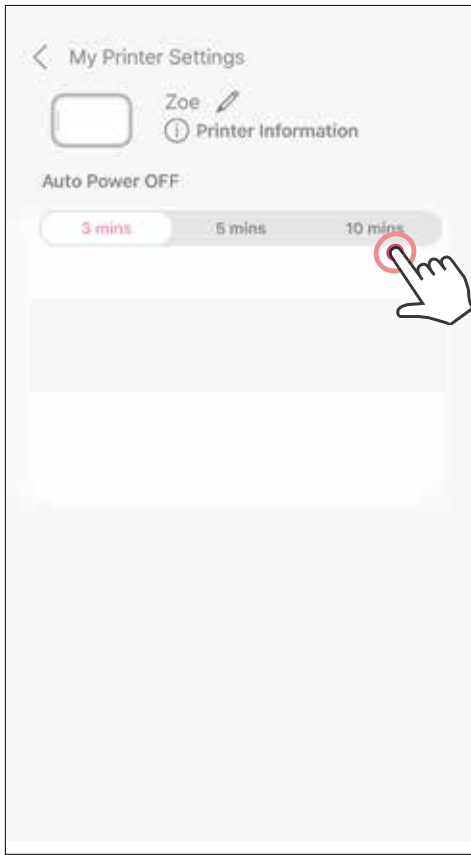 My Printer Settings
Zoe
Printer Information
Auto Power OFF
3 mins 5 mins 10 mins